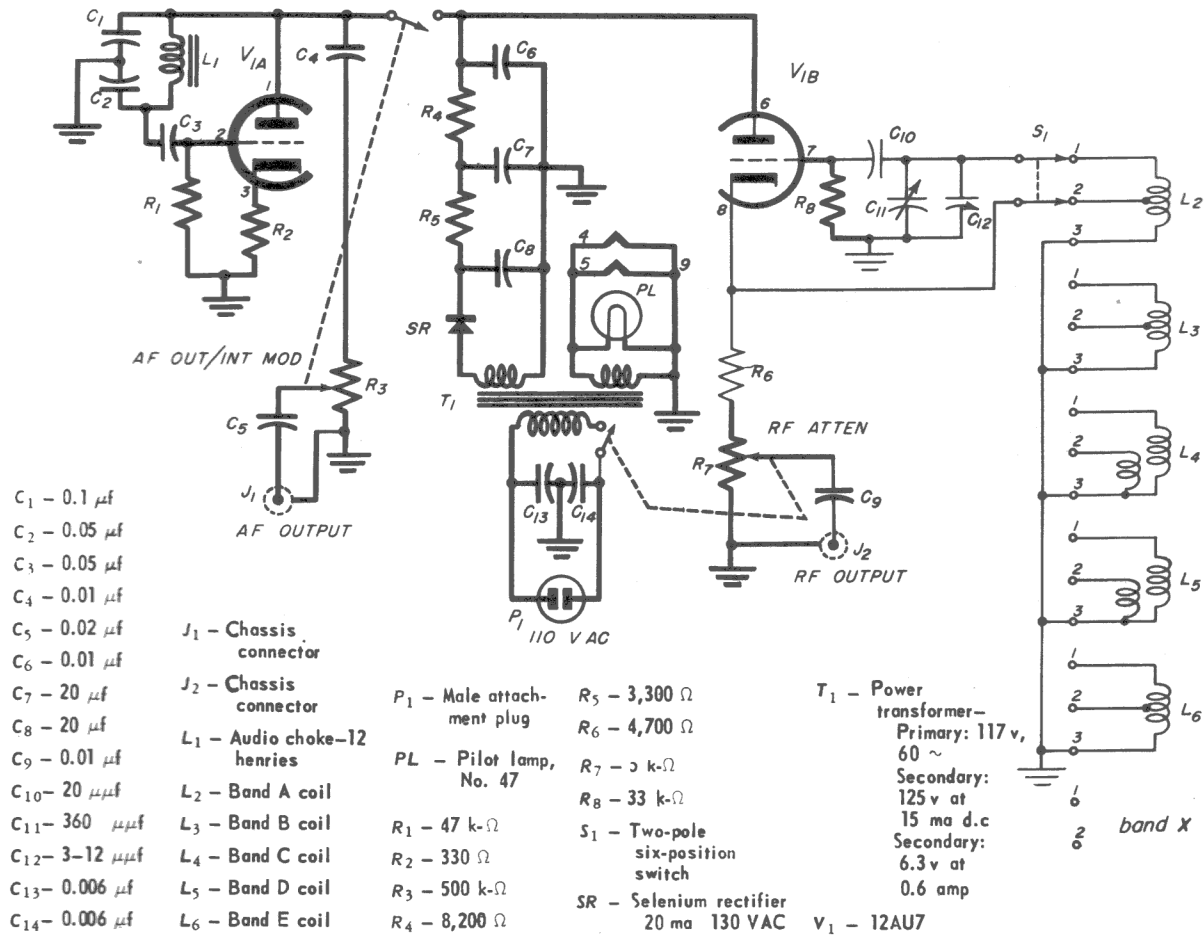 C1
L1
C2
V1A
1
C3
2
3
R1
R2
C4
AF OUT/INT MOD
R3
C5
J1
AF OUTPUT
C6
R4
C7
R5
C8
SR
T1
4
5
9
PL
C13
C14
P1
110 VAC
V1B
6
7
8
C10
R8
C11
C12
S1
R6
RF ATTEN
R7
C9
J2
RF OUTPUT
1
2
3
L2
1
2
3
L3
1
2
3
L4
1
2
3
L5
1
2
3
L6
1
2
band X
C1 – 0.1 μf
C2 – 0.05 μf
C3 – 0.05 μf
C4 – 0.01 μf
C5 – 0.02 μf
C6 – 0.01 μf
C7 – 20 μf
C8 – 20 μf
C9 – 0.01 μf
C10 – 20 μμf
C11 – 360 μμf
C12 – 3–12 μμf
C13 – 0.006 μf
C14 – 0.006 μf
J1 – Chassis
connector
J2 – Chassis
connector
L1 – Audio choke–12
henries
L2 – Band A coil
L3 – Band B coil
L4 – Band C coil
L5 – Band D coil
L6 – Band E coil
P1 – Male attach-
ment plug
PL – Pilot lamp,
No. 47
R1 – 47 k-Ω
R2 – 330 Ω
R3 – 500 k-Ω
R4 – 8,200 Ω
R5 – 3,300 Ω
R6 – 4,700 Ω
R7 – k-Ω
R8 – 33 k-Ω
S1 – Two-pole
six-position
switch
SR – Selenium rectifier
20 ma 130 VAC
T1 – Power
transformer–
Primary: 117 v,
60 ~
Secondary:
125 v at
15 ma d.c
Secondary:
6.3 v at
0.6 amp
V1 – 12AU7